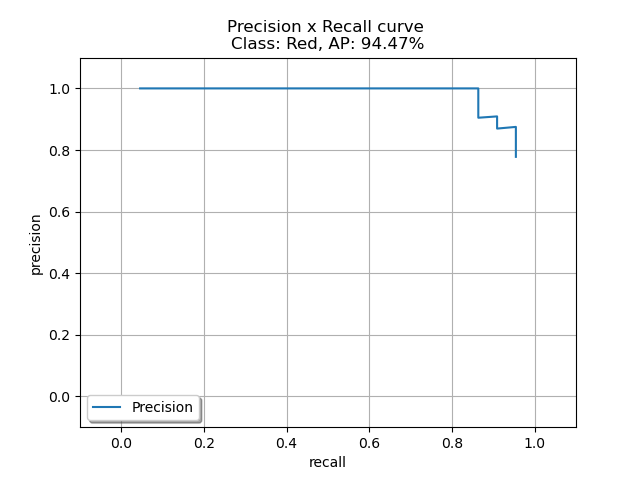 Precision x Recall curve
Class: Red, AP: 94.47%
1.0
0.8
0.6
0.4
0.2
0.0
precision
Precision
0.0 0.2 0.4 0.6 0.8 1.0
recall